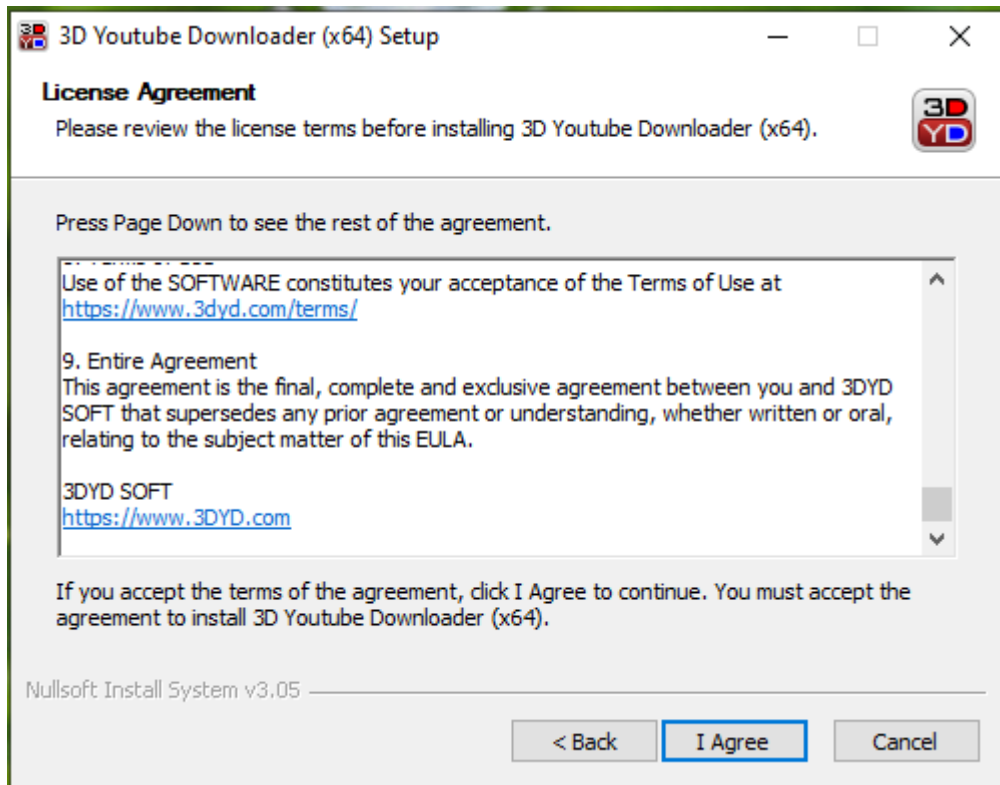 3D Youtube Downloader (x64) Setup
License Agreement
Please review the license terms before installing 3D Youtube Downloader (x64).
3D
YD
Press Page Down to see the rest of the agreement.
Use of the SOFTWARE constitutes your acceptance of the Terms of Use at
https://www.3dyd.com/terms/
9. Entire Agreement
This agreement is the final, complete and exclusive agreement between you and 3DYD
SOFT that supersedes any prior agreement or understanding, whether written or oral,
relating to the subject matter of this EULA.
3DYD SOFT
https://www.3DYD.com
If you accept the terms of the agreement, click I Agree to continue. You must accept the
agreement to install 3D Youtube Downloader (x64).
Nullsoft Install System v3.05
< Back
I Agree
Cancel